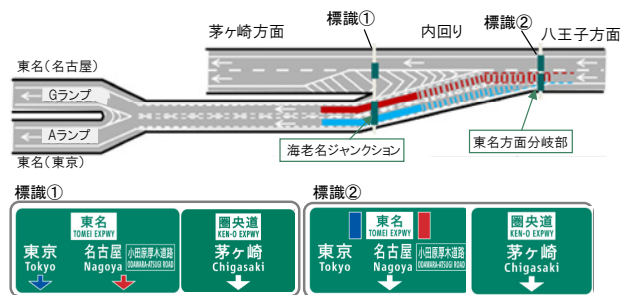 標識①
標識②
茅ヶ崎方面
内回り
八王子方面
東名(名古屋)
Gランプ
Aランプ
東名(東京)
海老名ジャンクション
東名方面分岐部
標識①
東名
TOMEI EXPWY
東京
Tokyo
名古屋
Nagoya
小田原厚木道路
ODAWARA-ATSUGI ROAD
圏央道
KEN-O EXPWY
茅ヶ崎
Chigasaki
標識②
東名
TOMEI EXPWY
東京
Tokyo
名古屋
Nagoya
小田原厚木道路
ODAWARA-ATSUGI ROAD
圏央道
KEN-O EXPWY
茅ヶ崎
Chigasaki